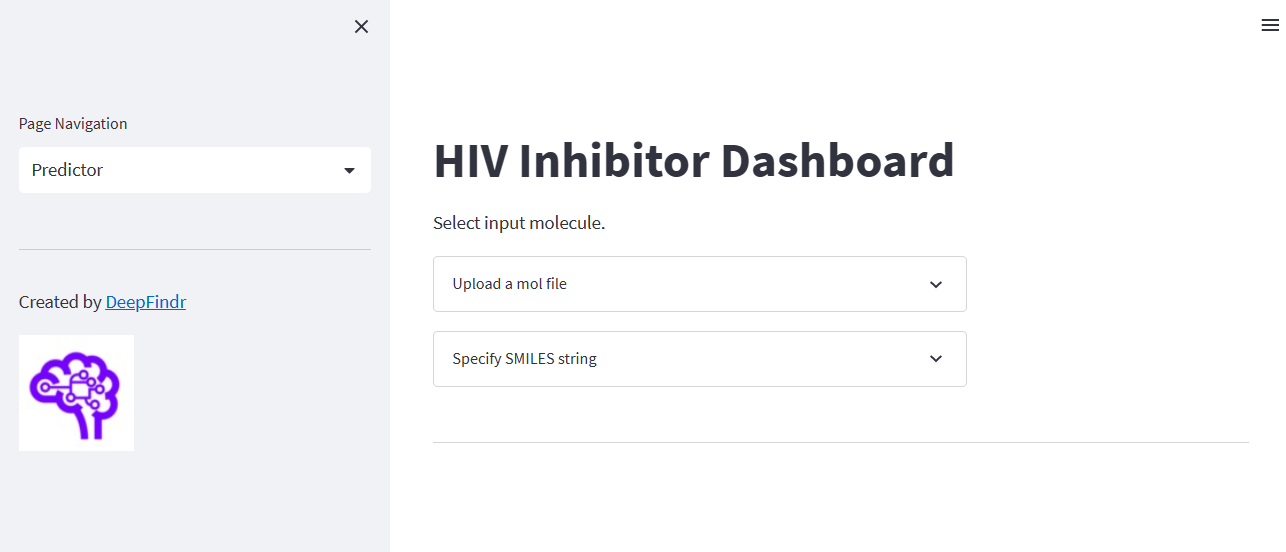 Page Navigation
Predictor
Created by DeepFindr
HIV Inhibitor Dashboard
Select input molecule.
Upload a mol file
Specify SMILES string